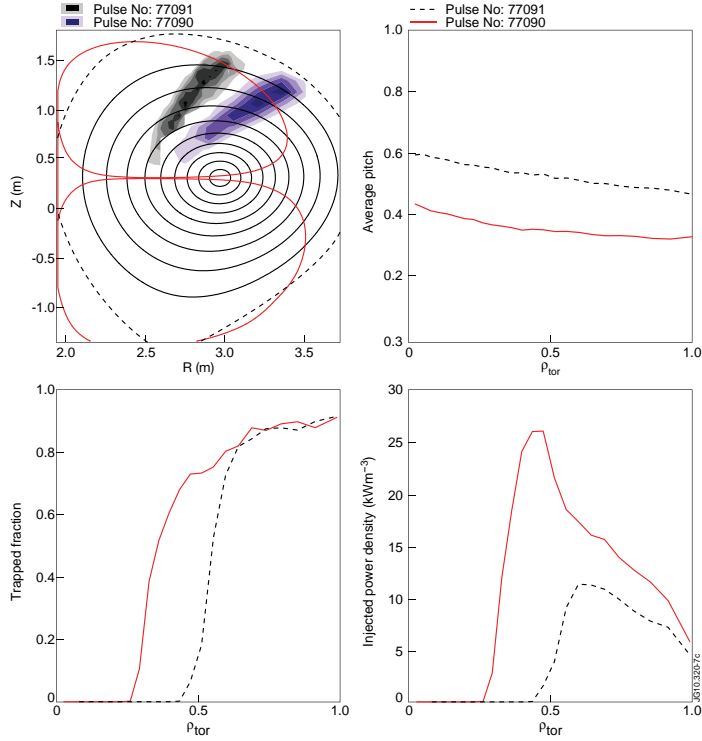 Pulse No: 77091
Pulse No: 77090
Pulse No: 77091
Pulse No: 77090
1.5
1.0
0.5
0
-0.5
-1.0
Z (m)
2.0
2.5
3.0
3.5
R (m)
1.0
0.8
0.6
0.4
0.2
0.3
Average pitch
0.5
1.0
ρtor
1.0
0.8
0.6
0.4
0.2
0
Trapped fraction
0
0.5
1.0
ρtor
30
25
20
15
10
5
0
Injected power density (kWm⁻³)
0
0.5
1.0
ρtor
JG10.320-7c